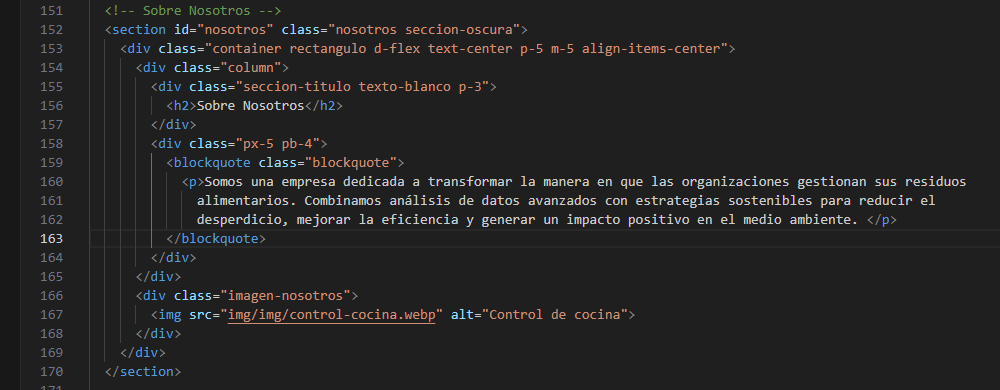 151 <!-- Sobre Nosotros -->
152 <section id="nosotros" class="nosotros seccion-oscura">
153 <div class="container rectangulo d-flex text-center p-5 m-5 align-items-center">
154 <div class="column">
155 <div class="seccion-titulo texto-blanco p-3">
156 <h2>Sobre Nosotros</h2>
157 </div>
158 <div class="px-5 pb-4">
159 <blockquote class="blockquote">
160 <p>Somos una empresa dedicada a transformar la manera en que las organizaciones gestionan sus residuos
161 alimentarios. Combinamos análisis de datos avanzados con estrategias sostenibles para reducir el
162 desperdicio, mejorar la eficiencia y generar un impacto positivo en el medio ambiente. </p>
163 </blockquote>
164 </div>
165 </div>
166 <div class="imagen-nosotros">
167 <img src="img/img/control-cocina.webp" alt="Control de cocina">
168 </div>
169 </div>
170 </section>
171